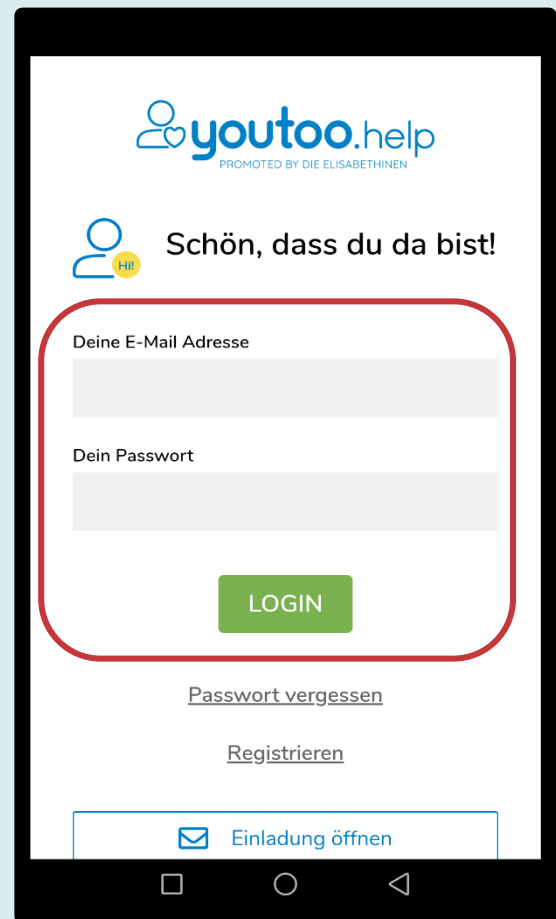 youtoo.help
PROMOTED BY DIE ELISABETHINEN
Hi!
Schön, dass du da bist!
Deine E-Mail Adresse
Dein Passwort
LOGIN
Passwort vergessen
Registrieren
Einladung öffnen